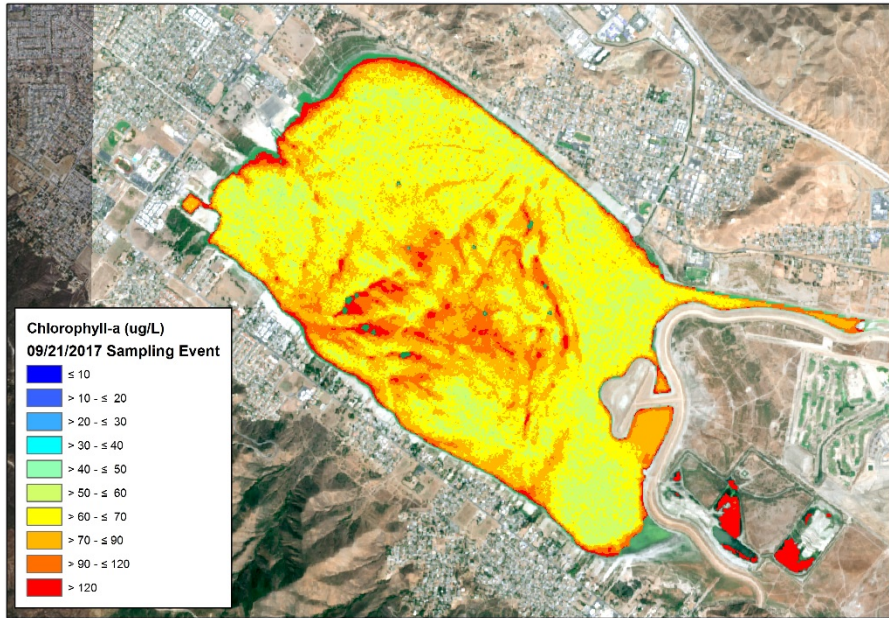 Chlorophyll-a (ug/L)
09/21/2017 Sampling Event
≤ 10
> 10 - ≤ 20
> 20 - ≤ 30
> 30 - ≤ 40
> 40 - ≤ 50
> 50 - ≤ 60
> 60 - ≤ 70
> 70 - ≤ 90
> 90 - ≤ 120
> 120